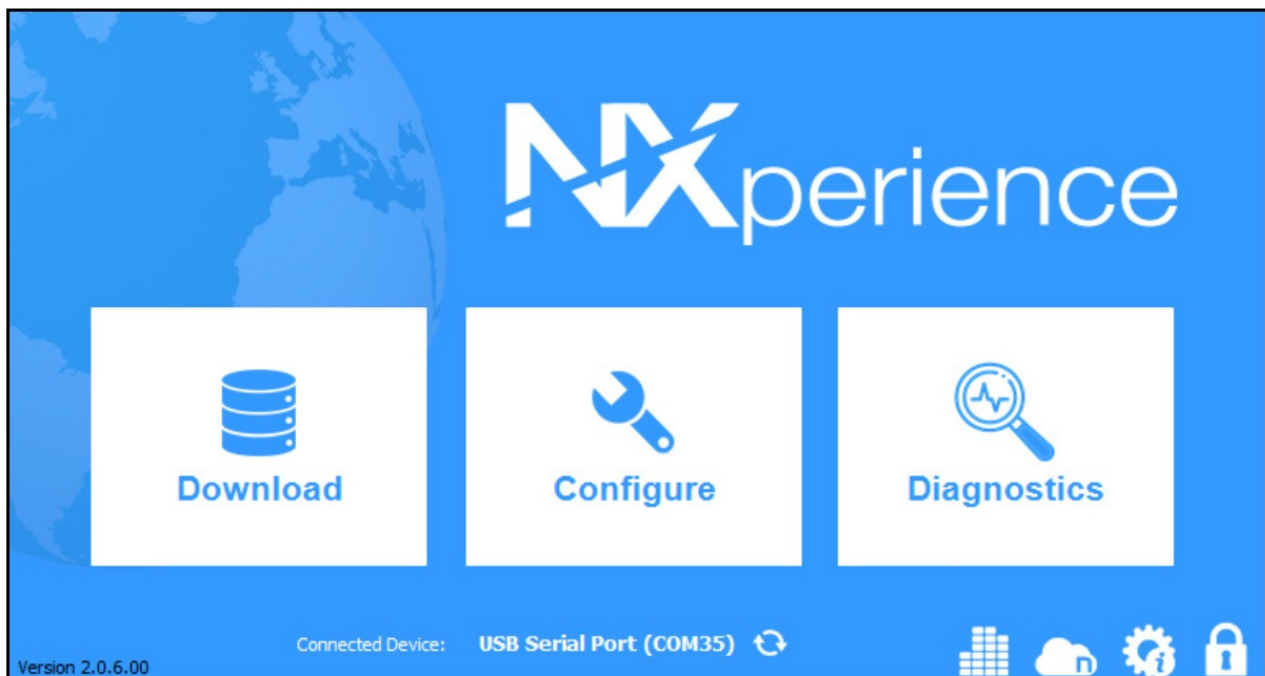 NXperience
Download
Configure
Diagnostics
Connected Device: USB Serial Port (COM35)
n
i
Version 2.0.6.00